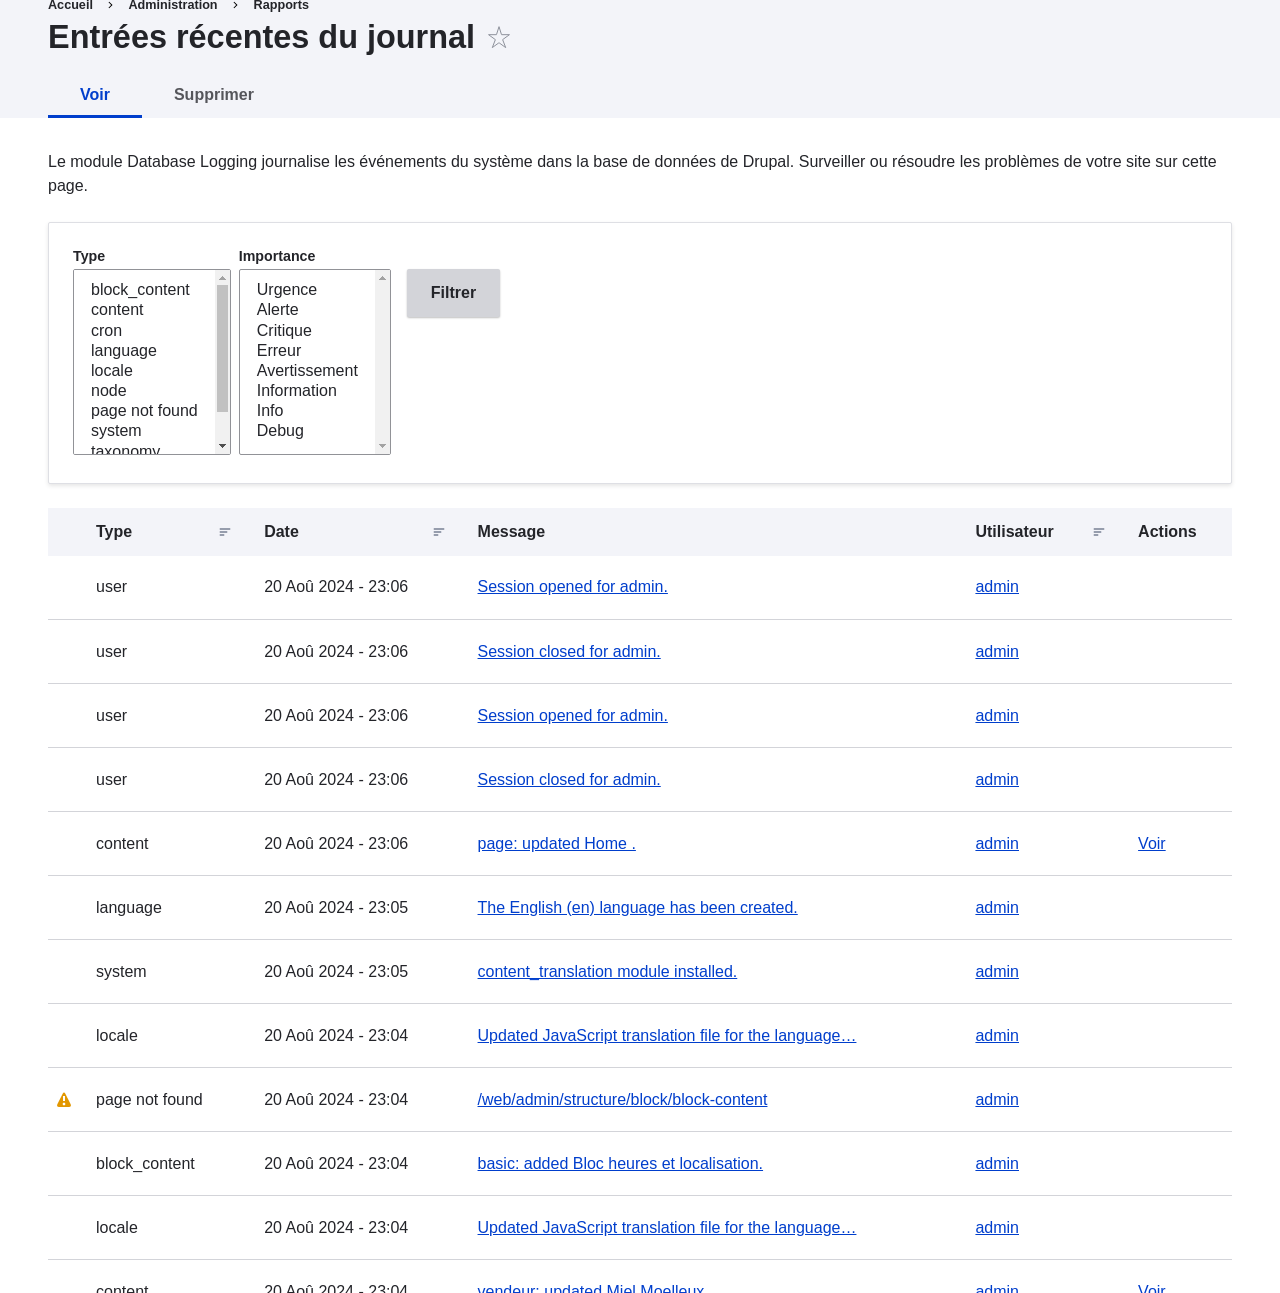 Accueil > Administration > Rapports
Entrées récentes du journal
Voir Supprimer
Le module Database Logging journalise les événements du système dans la base de données de Drupal. Surveiller ou résoudre les problèmes de votre site sur cette
page.
Type Importance
block_content
content
cron
language
locale
node
page not found
system
taxonomy
Urgence
Alerte
Critique
Erreur
Avertissement
Information
Info
Debug
Filtrer
Type Date Message Utilisateur Actions
user 20 Aoû 2024 - 23:06 Session opened for admin. admin
user 20 Aoû 2024 - 23:06 Session closed for admin. admin
user 20 Aoû 2024 - 23:06 Session opened for admin. admin
user 20 Aoû 2024 - 23:06 Session closed for admin. admin
content 20 Aoû 2024 - 23:06 page: updated Home . admin Voir
language 20 Aoû 2024 - 23:05 The English (en) language has been created. admin
system 20 Aoû 2024 - 23:05 content_translation module installed. admin
locale 20 Aoû 2024 - 23:04 Updated JavaScript translation file for the language… admin
page not found 20 Aoû 2024 - 23:04 /web/admin/structure/block/block-content admin
block_content 20 Aoû 2024 - 23:04 basic: added Bloc heures et localisation. admin
locale 20 Aoû 2024 - 23:04 Updated JavaScript translation file for the language… admin
content 20 Aoû 2024 - 23:04 vendeur: updated Miel Moelleux admin Voir